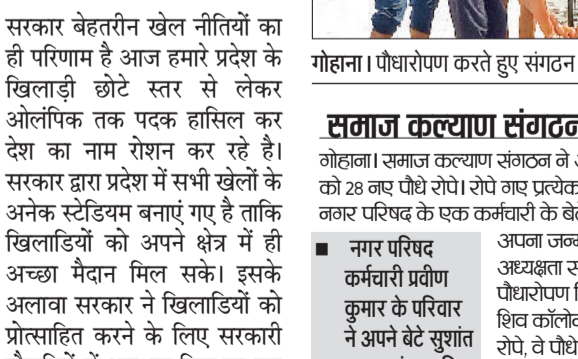 सरकार बेहतरीन खेल नीतियों का
ही परिणाम है आज हमारे प्रदेश के
खिलाड़ी छोटे स्तर से लेकर
ओलंपिक तक पदक हासिल कर
देश का नाम रोशन कर रहे है।
सरकार द्वारा प्रदेश में सभी खेलों के
अनेक स्टेडियम बनाएं गए है ताकि
खिलाडियों को अपने क्षेत्र में ही
अच्छा मैदान मिल सके। इसके
अलावा सरकार ने खिलाडियों को
प्रोत्साहित करने के लिए सरकारी
गोहाना। पौधारोपण करते हुए संगठन
समाज कल्याण संगठन
गोहाना। समाज कल्याण संगठन ने
को 28 नए पौधे रोपे। रोपे गए प्रत्येक
नगर परिषद के एक कर्मचारी के बेटे
■ नगर परिषद
कर्मचारी प्रवीण
कुमार के परिवार
ने अपने बेटे सुशांत
अपना जन्म
अध्यक्षता
पौधारोपण
शिव कॉलोनी
रोपे, वे पौधे